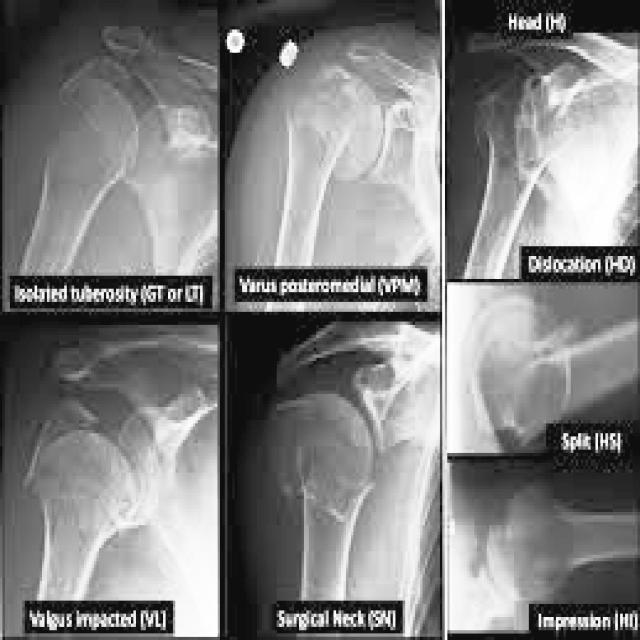 Head (H)
Isolated tuberosity (GT or LT)
Varus posteromedial (VPM)
Dislocation (HD)
Split (HS)
Valgus impacted (VL)
Surgical Neck (SN)
Impression (HI)